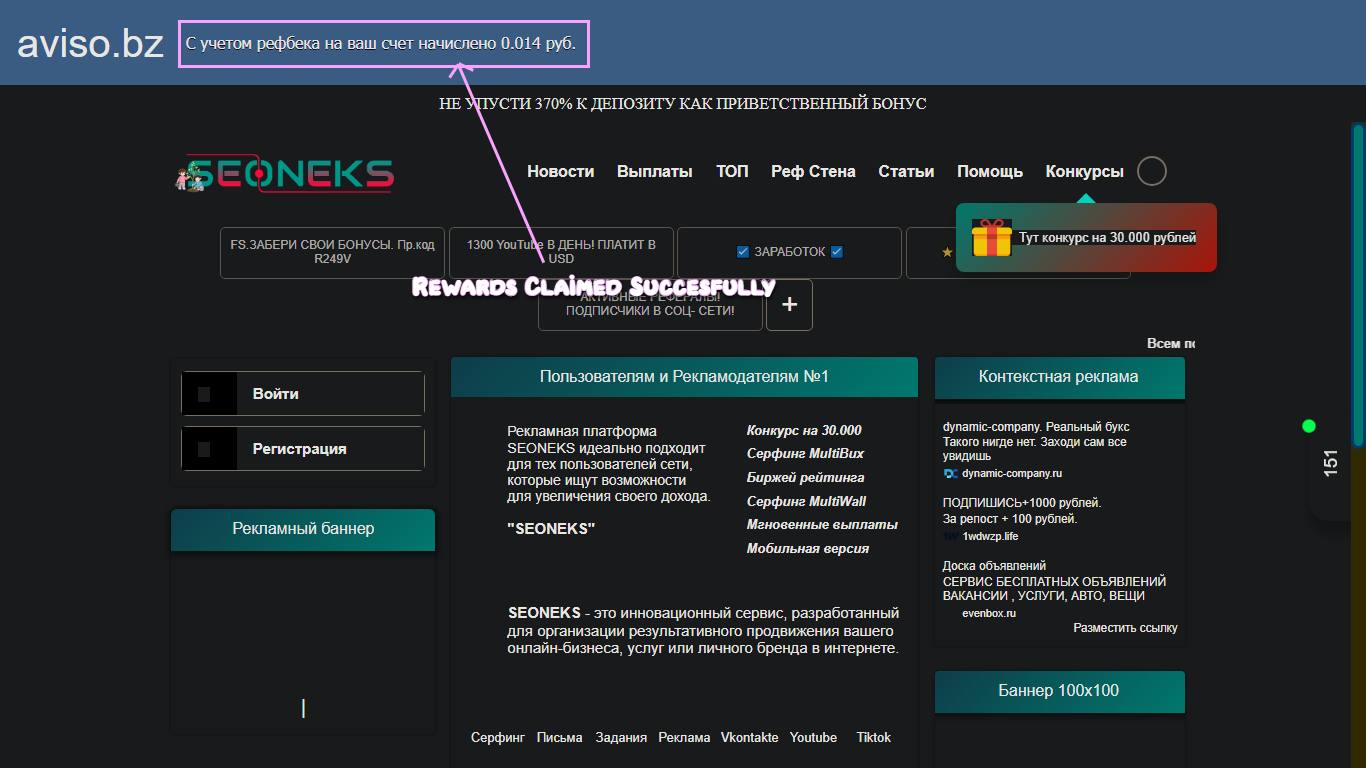 aviso.bz
С учетом рефбека на ваш счет начислено 0.014 руб.
НЕ УПУСТИ 370% К ДЕПОЗИТУ КАК ПРИВЕТСТВЕННЫЙ БОНУС
SEONEKS
Новости Выплаты ТОП Реф Стена Статьи Помощь Конкурсы
Тут конкурс на 30.000 рублей
FS.ЗАБЕРИ СВОИ БОНУСЫ. Пр.код
R249V
1300 YouTube В ДЕНЬ! ПЛАТИТ В
USD
ЗАРАБОТОК
Rewards Claimed Succesfully
АКТИВНЫЕ РЕФЕРАЛЫ!
ПОДПИСЧИКИ В СОЦ- СЕТИ!
+
Всем по
Войти
Регистрация
Рекламный баннер
Пользователям и Рекламодателям №1
Рекламная платформа
SEONEKS идеально подходит
для тех пользователей сети,
которые ищут возможности
для увеличения своего дохода.
"SEONEKS"
Конкурс на 30.000
Серфинг MultiBux
Биржей рейтинга
Серфинг MultiWall
Мгновенные выплаты
Мобильная версия
SEONEKS - это инновационный сервис, разработанный
для организации результативного продвижения вашего
онлайн-бизнеса, услуг или личного бренда в интернете.
Серфинг Письма Задания Реклама Vkontakte Youtube Tiktok
Контекстная реклама
dynamic-company. Реальный букс
Такого нигде нет. Заходи сам все
увидишь
dynamic-company.ru
ПОДПИШИСЬ+1000 рублей.
За репост + 100 рублей.
1wdwzp.life
Доска объявлений
СЕРВИС БЕСПЛАТНЫХ ОБЪЯВЛЕНИЙ
ВАКАНСИИ , УСЛУГИ, АВТО, ВЕЩИ
evenbox.ru
Разместить ссылку
Баннер 100x100
151